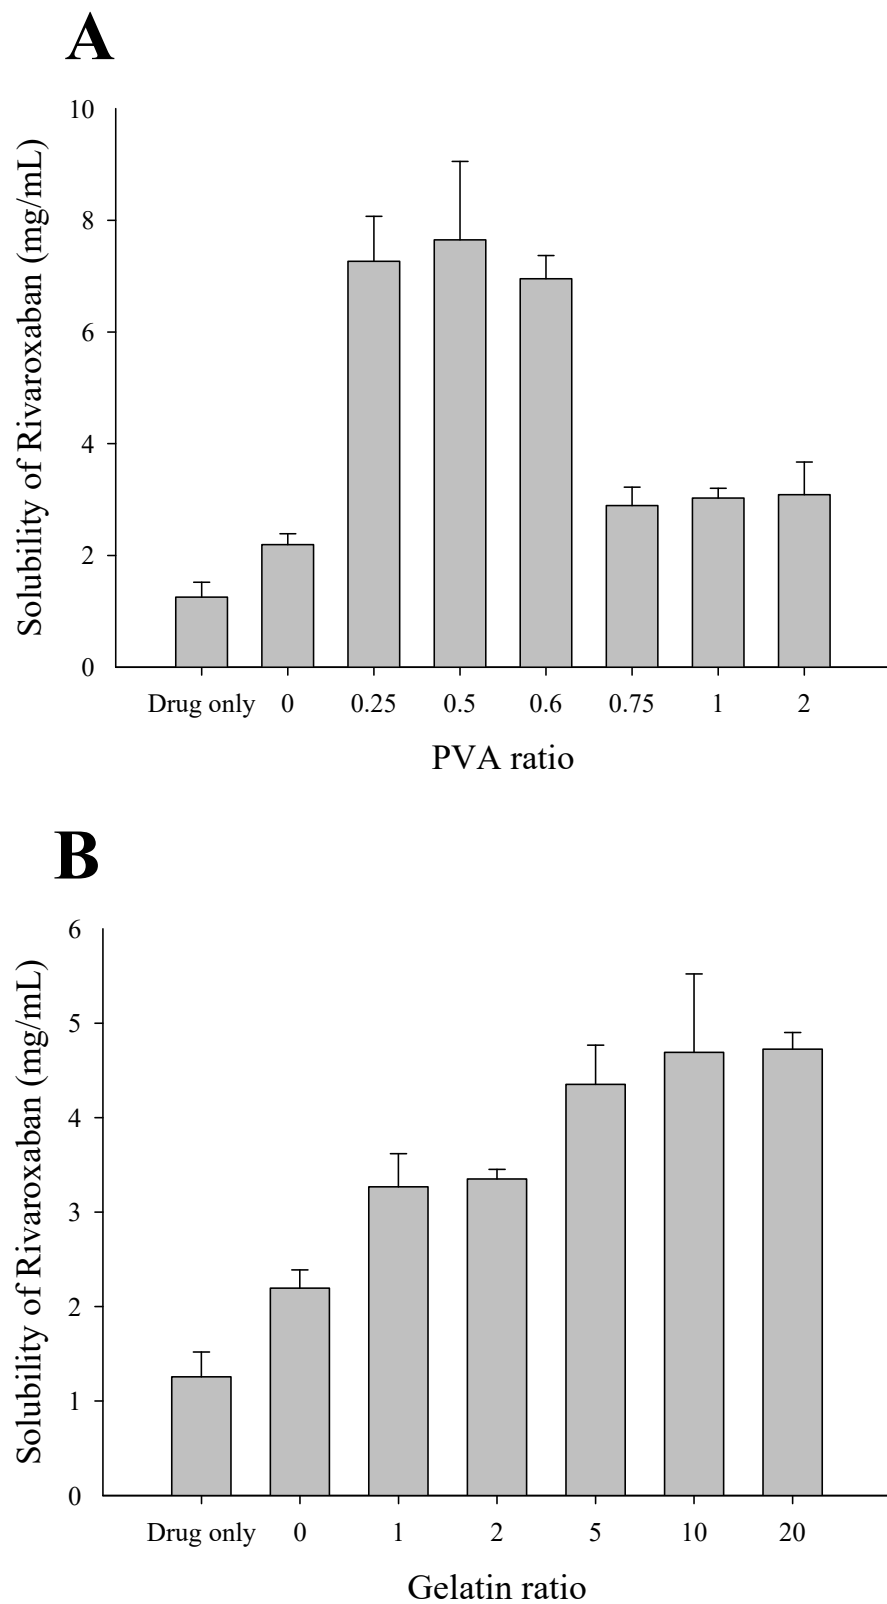 A
Solubility of Rivaroxaban (mg/mL)
10
8
6
4
2
0
Drug only 0 0.25 0.5 0.6 0.75 1 2
PVA ratio
B
Solubility of Rivaroxaban (mg/mL)
6
5
4
3
2
1
0
Drug only 0 1 2 5 10 20
Gelatin ratio